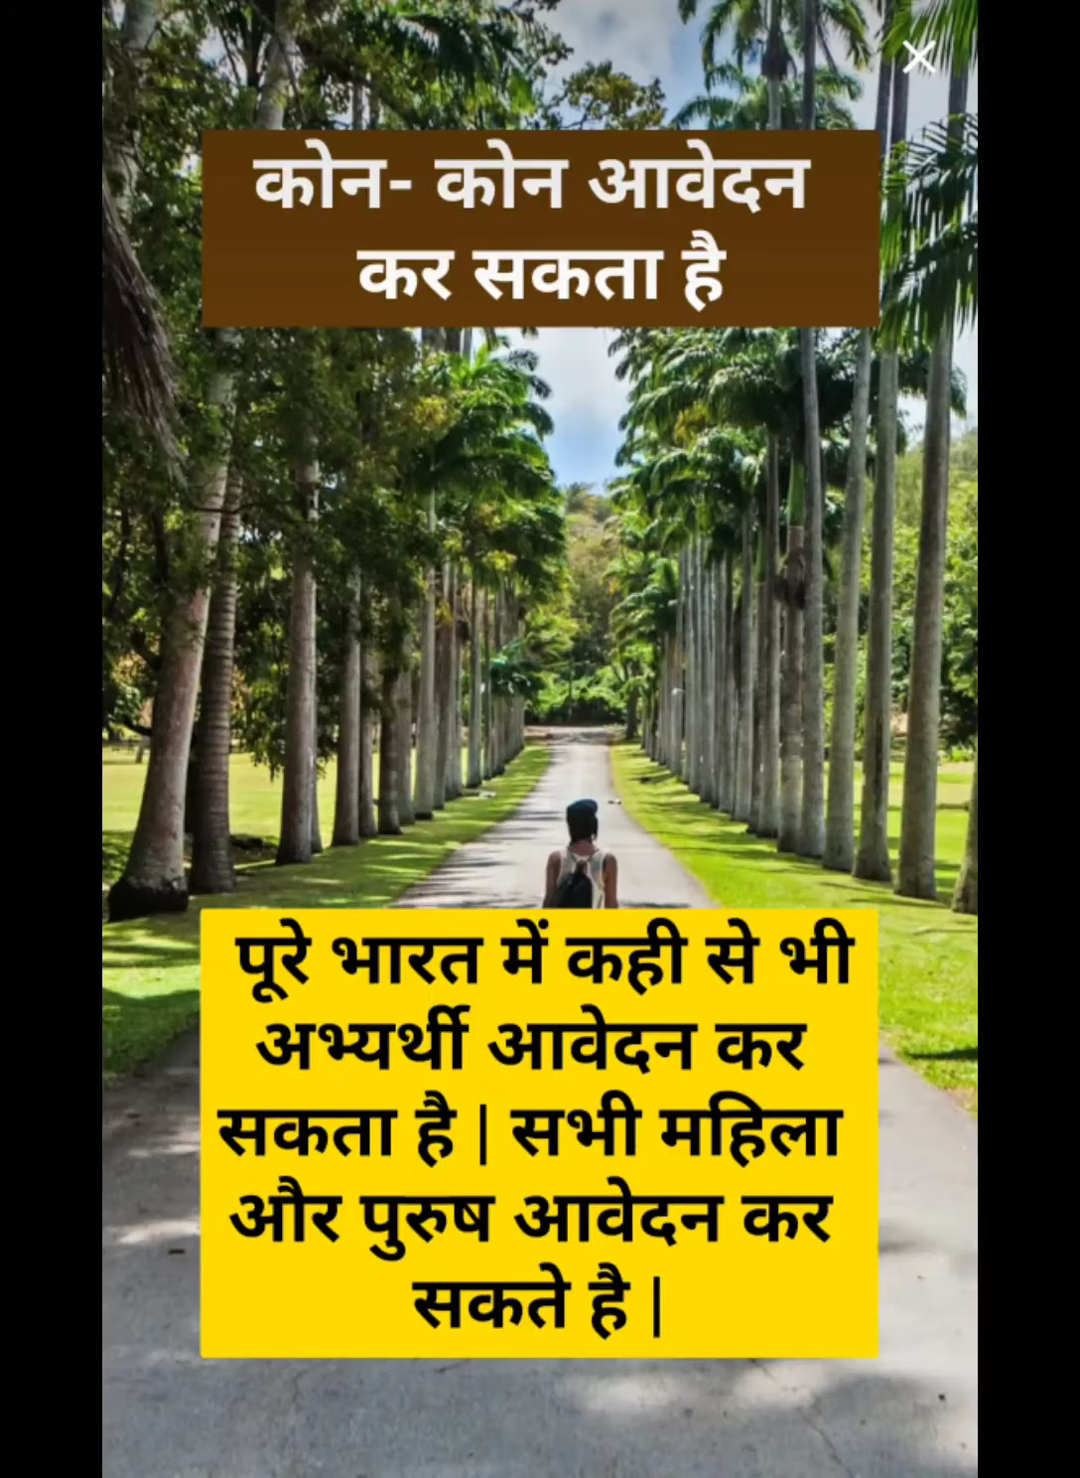 कोन- कोन आवेदन
कर सकता है
पूरे भारत में कही से भी
अभ्यर्थी आवेदन कर
सकता है | सभी महिला
और पुरुष आवेदन कर
सकते है |